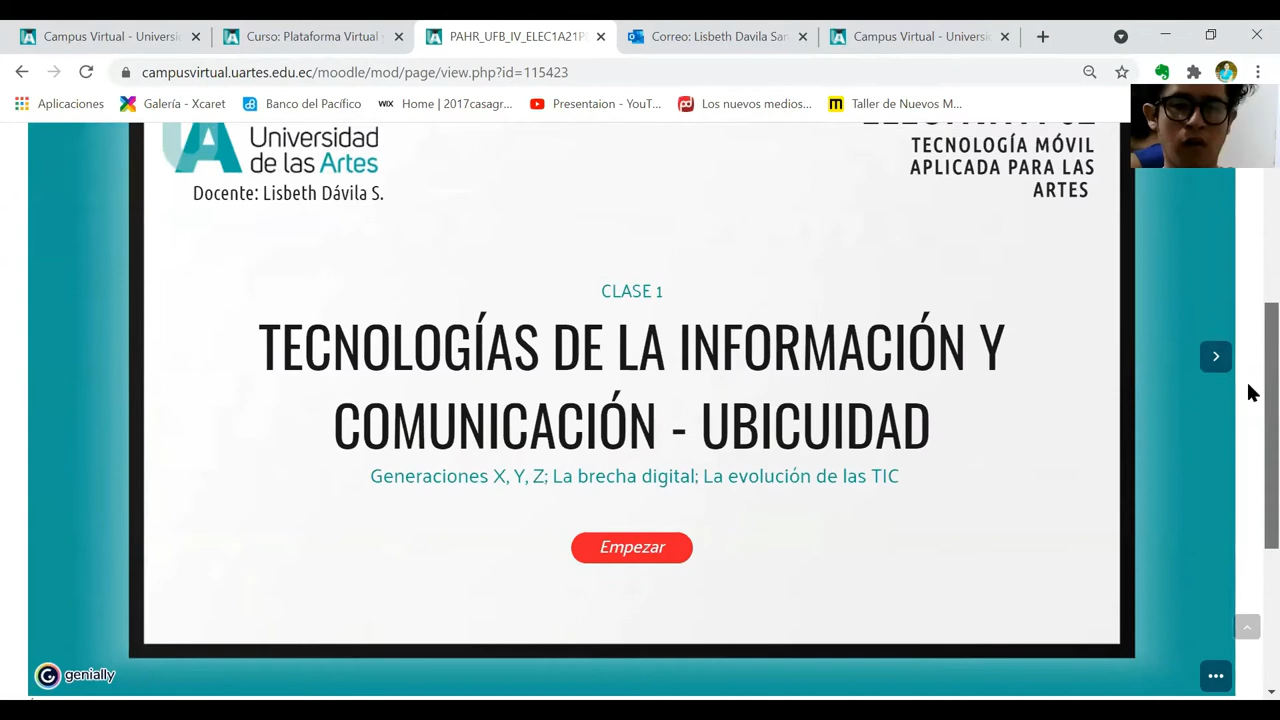 Campus Virtual - Universi
Curso: Plataforma Virtual
PAHR_UFB_IV_ELEC1A21P
Correo: Lisbeth Davila San
Campus Virtual - Universi
campusvirtual.uartes.edu.ec/moodle/mod/page/view.php?id=115423
Aplicaciones
Galería - Xcaret
Banco del Pacífico
WIX Home | 2017casagr...
Presentaion - YouT...
Los nuevos medios...
Taller de Nuevos M...
UA Universidad
de las Artes
Docente: Lisbeth Dávila S.
TECNOLOGÍA MÓVIL
APLICADA PARA LAS
ARTES
CLASE 1
TECNOLOGÍAS DE LA INFORMACIÓN Y
COMUNICACIÓN - UBICUIDAD
Generaciones X, Y, Z; La brecha digital; La evolución de las TIC
Empezar
genially